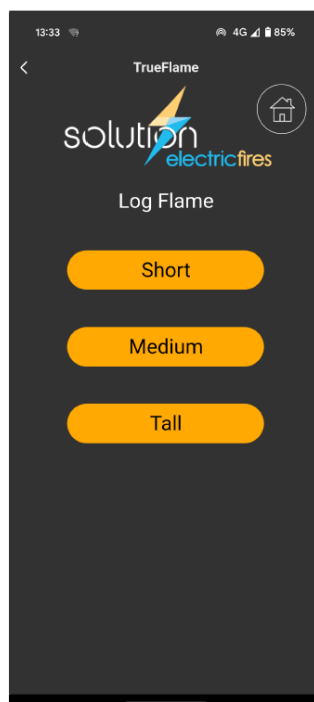 13:33 4G 85%
TrueFlame
solution
electricfires
Log Flame
Short
Medium
Tall